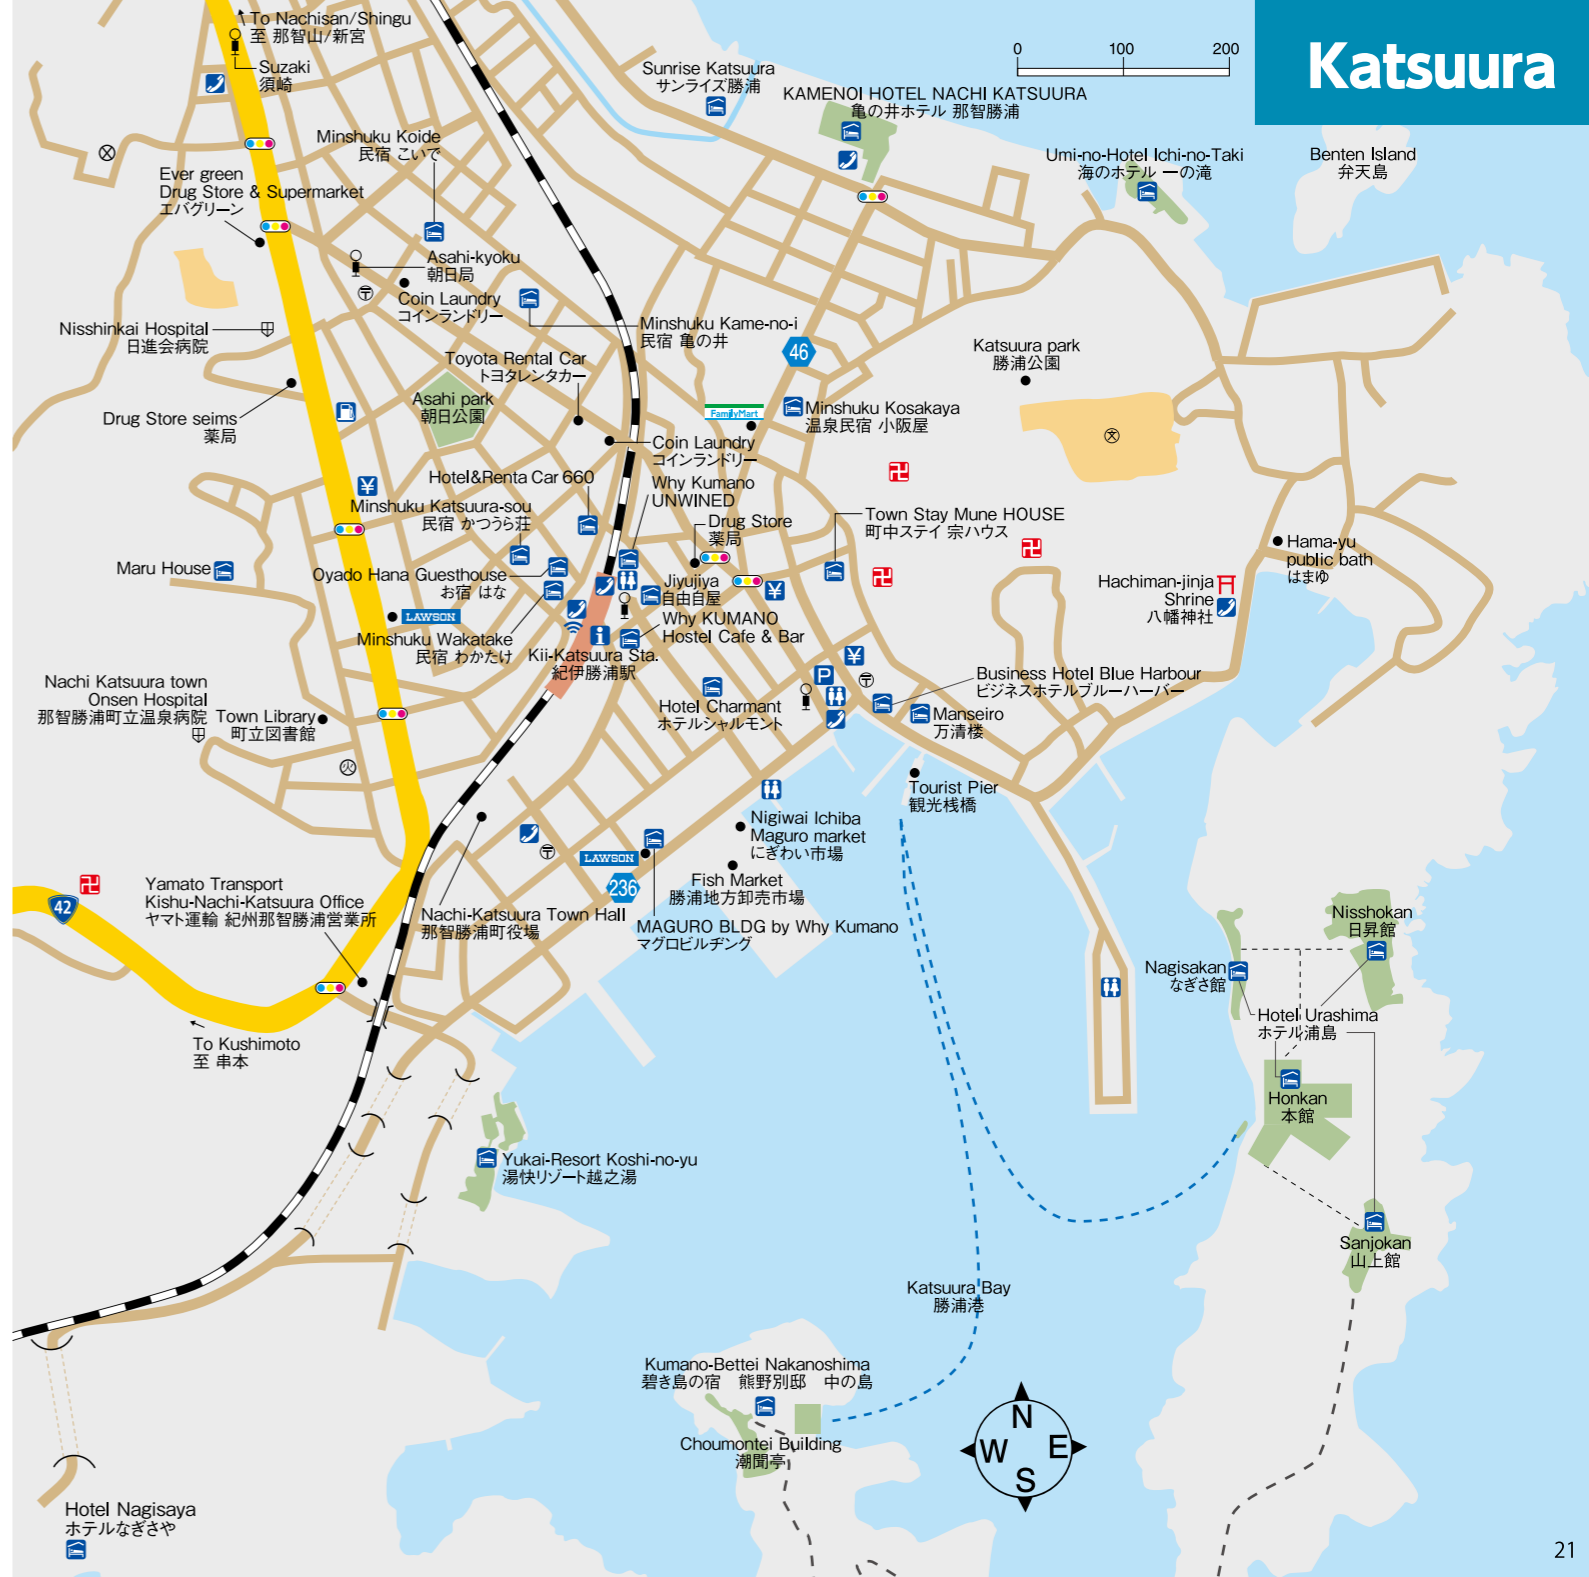 Katsuura
0 100 200
To Nachisan/Shingu
至 那智山/新宮
Suzaki
須崎
Sunrise Katsuura
サンライズ勝浦
KAMENOI HOTEL NACHI KATSUURA
亀の井ホテル 那智勝浦
Umi-no-Hotel Ichi-no-Taki
海のホテル 一の滝
Benten Island
弁天島
Minshuku Koide
民宿 こいで
Ever green
Drug Store & Supermarket
エバグリーン
Asahi-kyoku
朝日局
〒
Coin Laundry
コインランドリー
Nisshinkai Hospital
日進会病院
Minshuku Kame-no-i
民宿 亀の井
46
Katsuura park
勝浦公園
Toyota Rental Car
トヨタレンタカー
Asahi park
朝日公園
Drug Store seims
薬局
FamilyMart
Minshuku Kosakaya
温泉民宿 小阪屋
文
Coin Laundry
コインランドリー
Hotel&Renta Car 660
Why Kumano
UNWINED
¥
Minshuku Katsuura-sou
民宿 かつうら荘
Drug Store
薬局
Town Stay Mune HOUSE
町中ステイ 宗ハウス
卍
卍
卍
Hama-yu
public bath
はまゆ
Maru House
Oyado Hana Guesthouse
お宿 はな
Jiyujiya
自由自屋
¥
Hachiman-jinja
Shrine
八幡神社
LAWSON
Minshuku Wakatake
民宿 わかたけ
i
Why KUMANO
Hostel Cafe & Bar
Kii-Katsuura Sta.
紀伊勝浦駅
P
¥
〒
Business Hotel Blue Harbour
ビジネスホテルブルーハーバー
Nachi Katsuura town
Onsen Hospital
那智勝浦町立温泉病院
Town Library
町立図書館
Hotel Charmant
ホテルシャルモント
Manseiro
万清楼
火
Tourist Pier
観光桟橋
Nigiwai Ichiba
Maguro market
にぎわい市場
〒
LAWSON
236
Fish Market
勝浦地方卸売市場
卍
42
Yamato Transport
Kishu-Nachi-Katsuura Office
ヤマト運輸 紀州那智勝浦営業所
Nachi-Katsuura Town Hall
那智勝浦町役場
MAGURO BLDG by Why Kumano
マグロビルヂング
Nisshokan
日昇館
Nagisakan
なぎさ館
Hotel Urashima
ホテル浦島
To Kushimoto
至 串本
Honkan
本館
Yukai-Resort Koshi-no-yu
湯快リゾート越之湯
Sanjokan
山上館
Katsuura Bay
勝浦港
Kumano-Bettei Nakanoshima
碧き島の宿 熊野別邸 中の島
Choumontei Building
潮聞亭
N
W E
S
Hotel Nagisaya
ホテルなぎさや
21